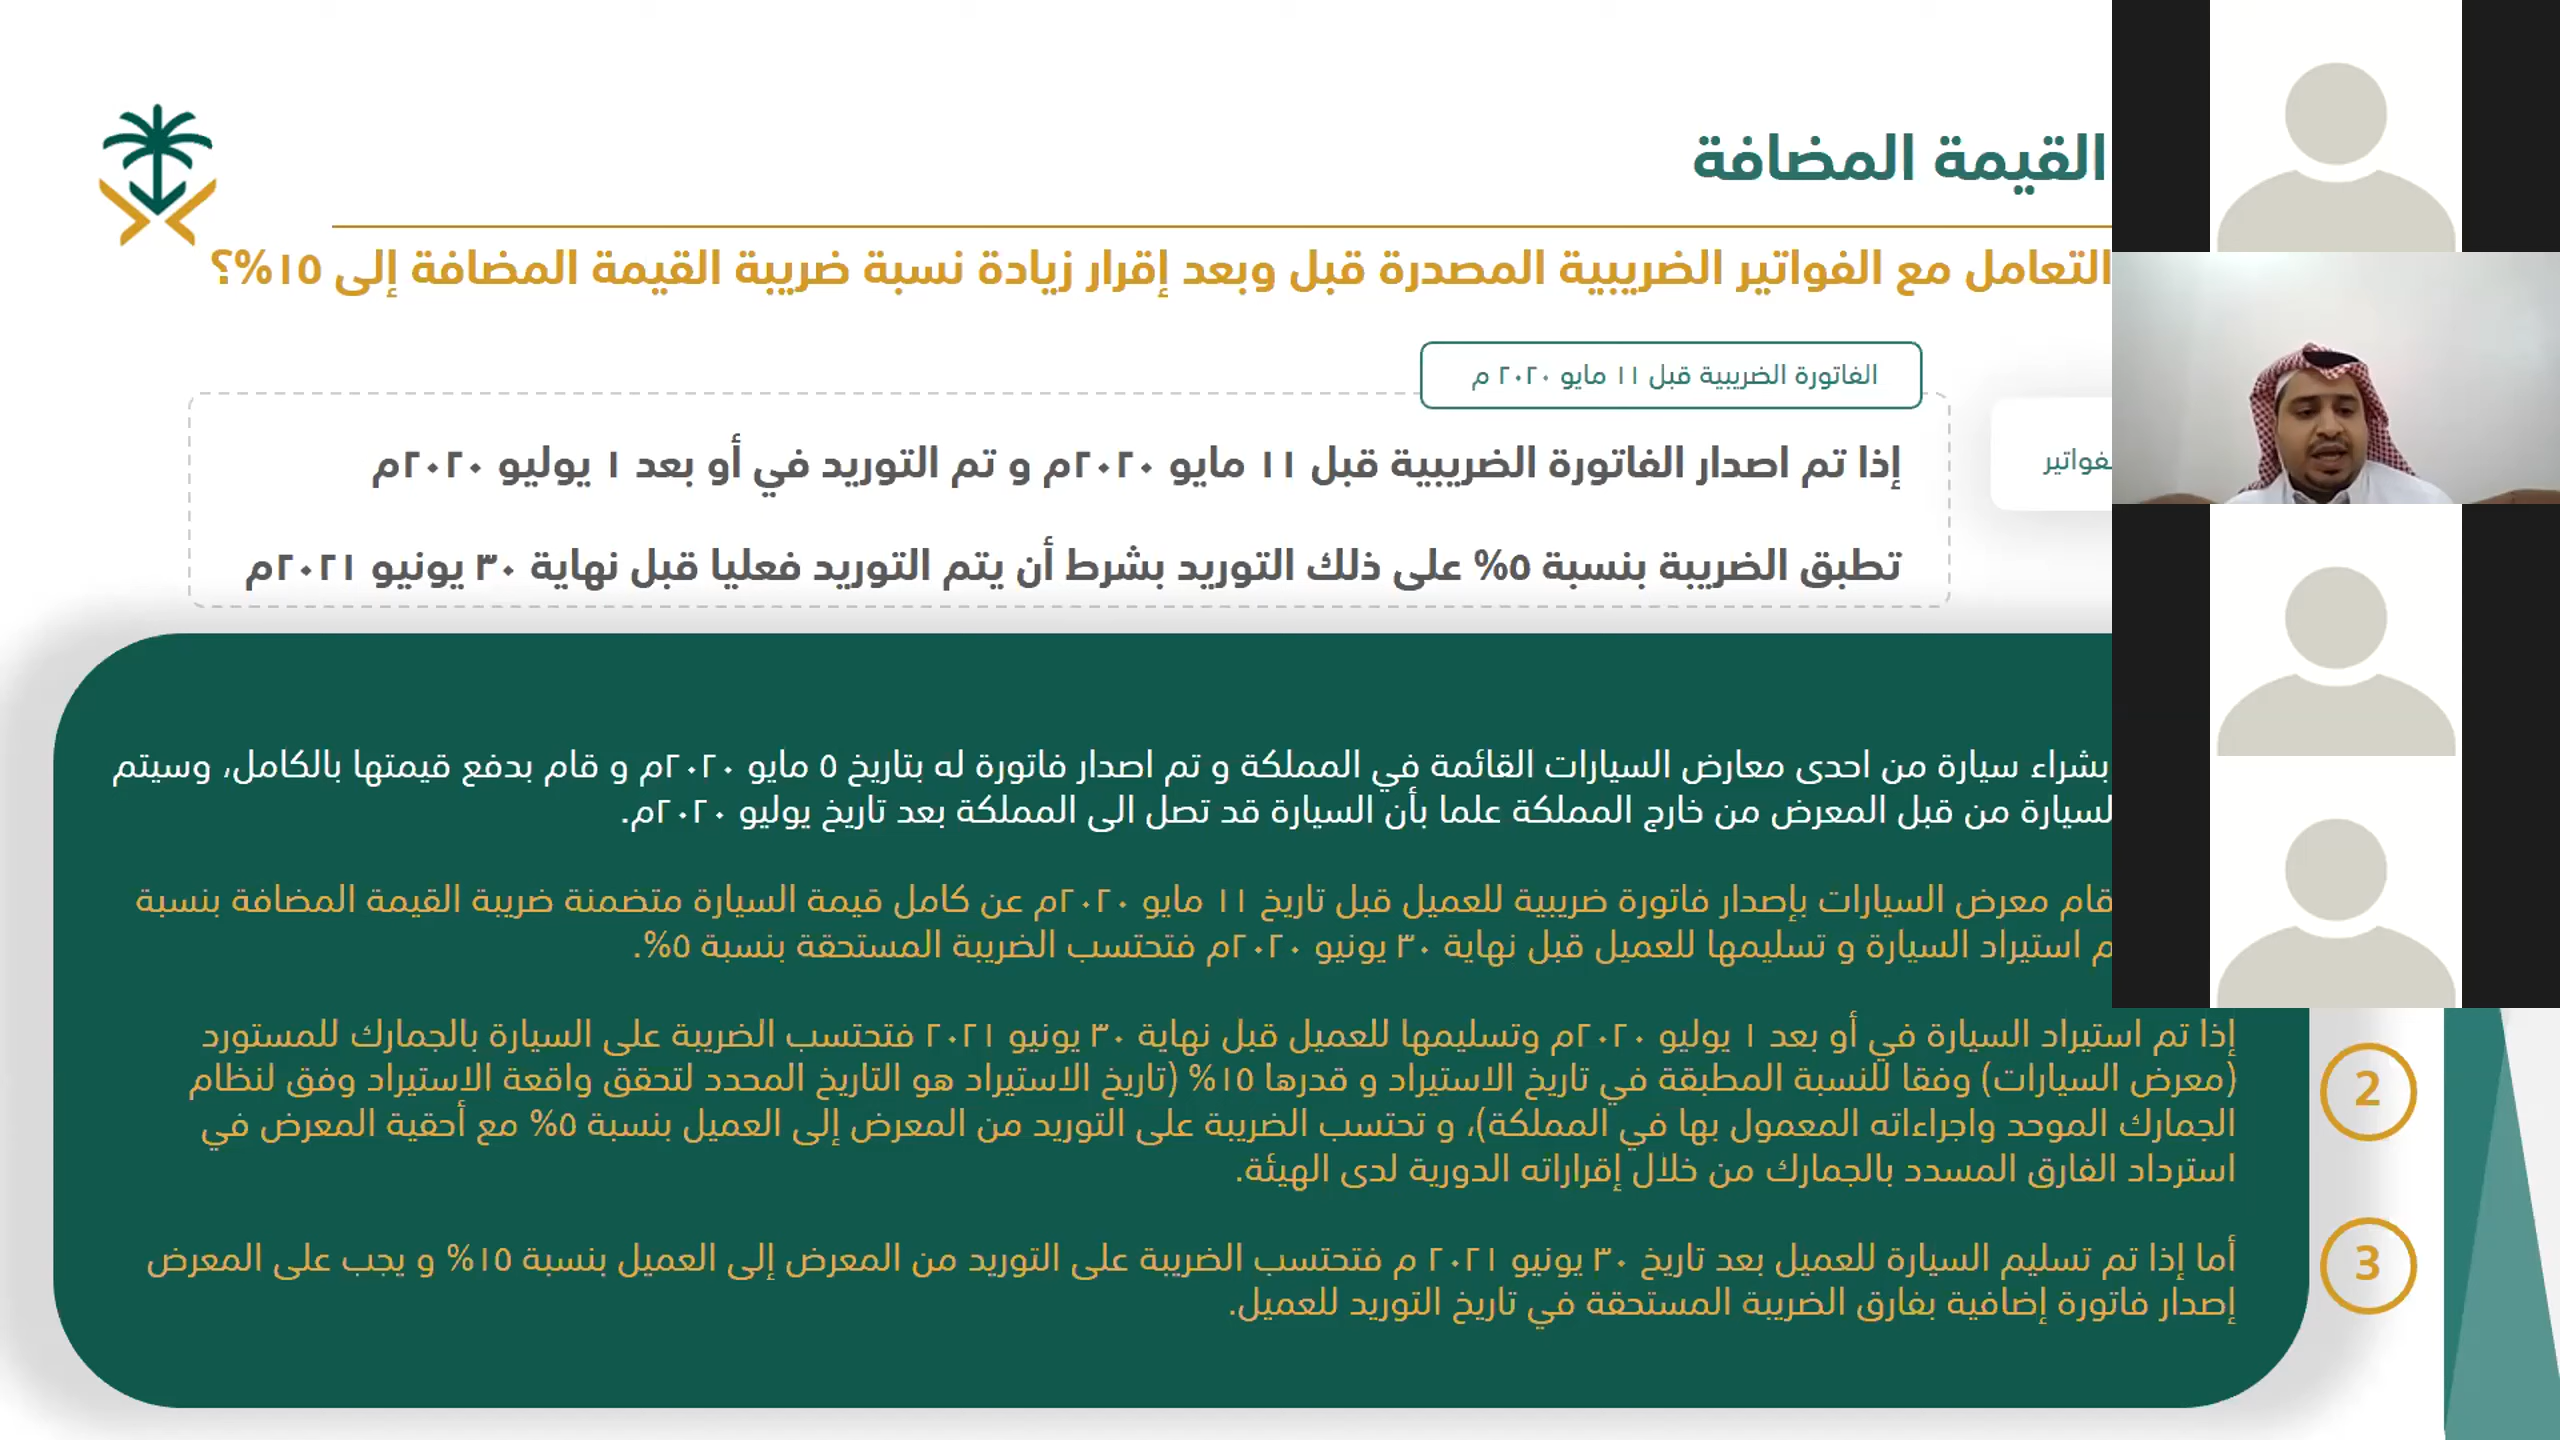 القيمة المضافة
التعامل مع الفواتير الضريبية المصدرة قبل وبعد إقرار زيادة نسبة ضريبة القيمة المضافة إلى ١٥%؟
الفاتورة الضريبية قبل ١١ مايو ٢٠٢٠ م
إذا تم اصدار الفاتورة الضريبية قبل ١١ مايو ٢٠٢٠م و تم التوريد في أو بعد ١ يوليو ٢٠٢٠م
تطبق الضريبة بنسبة ٥% على ذلك التوريد بشرط أن يتم التوريد فعليا قبل نهاية ٣٠ يونيو ٢٠٢١م
بشراء سيارة من احدى معارض السيارات القائمة في المملكة و تم اصدار فاتورة له بتاريخ ٥ مايو ٢٠٢٠م و قام بدفع قيمتها بالكامل، وسيتم
من قبل المعرض من خارج المملكة علما بأن السيارة قد تصل الى المملكة بعد تاريخ يوليو ٢٠٢٠م.
قام معرض السيارات بإصدار فاتورة ضريبية للعميل قبل تاريخ ١١ مايو ٢٠٢٠م عن كامل قيمة السيارة متضمنة ضريبة القيمة المضافة بنسبة
استيراد السيارة و تسليمها للعميل قبل نهاية ٣٠ يونيو ٢٠٢٠م فتحتسب الضريبة المستحقة بنسبة ٥%.
2
إذا تم استيراد السيارة في أو بعد ١ يوليو ٢٠٢٠م وتسليمها للعميل قبل نهاية ٣٠ يونيو ٢٠٢١ فتحتسب الضريبة على السيارة بالجمارك للمستورد
(معرض السيارات) وفقا للنسبة المطبقة في تاريخ الاستيراد و قدرها ١٥% (تاريخ الاستيراد هو التاريخ المحدد لتحقق واقعة الاستيراد وفق لنظام
الجمارك الموحد واجراءاته المعمول بها في المملكة)، و تحتسب الضريبة على التوريد من المعرض إلى العميل بنسبة ٥% مع أحقية المعرض في
استرداد الفارق المسدد بالجمارك من خلال إقراراته الدورية لدى الهيئة.
3
أما إذا تم تسليم السيارة للعميل بعد تاريخ ٣٠ يونيو ٢٠٢١ م فتحتسب الضريبة على التوريد من المعرض إلى العميل بنسبة ١٥% و يجب على المعرض
إصدار فاتورة إضافية بفارق الضريبة المستحقة في تاريخ التوريد للعميل.